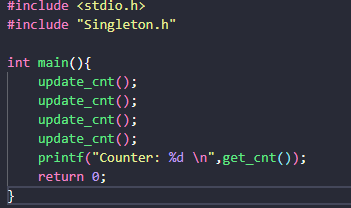 #include <stdio.h>
#include "Singleton.h"
int main(){
update_cnt();
update_cnt();
update_cnt();
update_cnt();
printf("Counter: %d \n",get_cnt());
return 0;
}